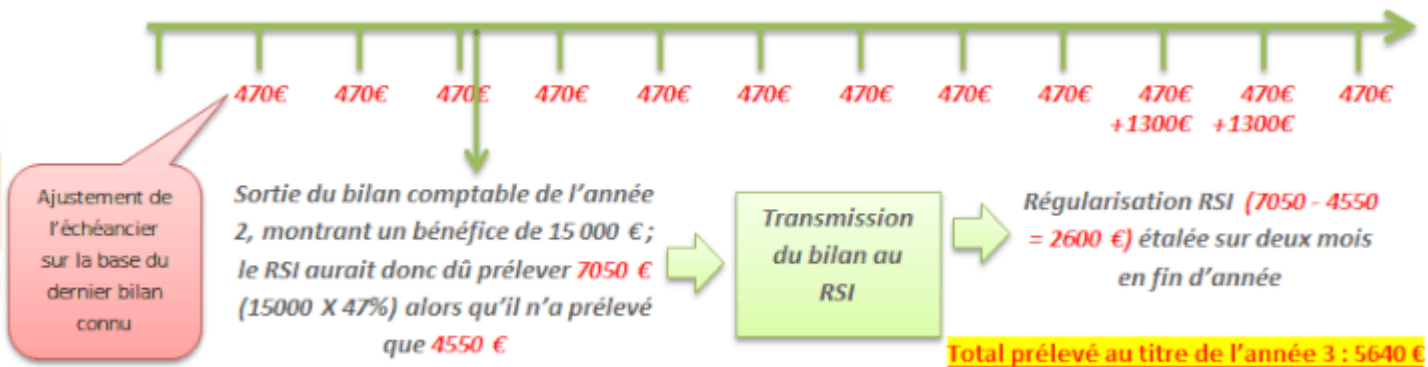 470€ 470€ 470€ 470€ 470€ 470€ 470€ 470€ 470€ 470€ 470€ 470€
+1300€ +1300€
Ajustement de
l'échéancier
sur la base du
dernier bilan
connu
Sortie du bilan comptable de l'année
2, montrant un bénéfice de 15 000 € ;
le RSI aurait donc dû prélever 7050 €
(15000 X 47%) alors qu'il n'a prélevé
que 4550 €
Transmission
du bilan au
RSI
Régularisation RSI (7050 - 4550
= 2600 €) étalée sur deux mois
en fin d'année
Total prélevé au titre de l'année 3 : 5640 €